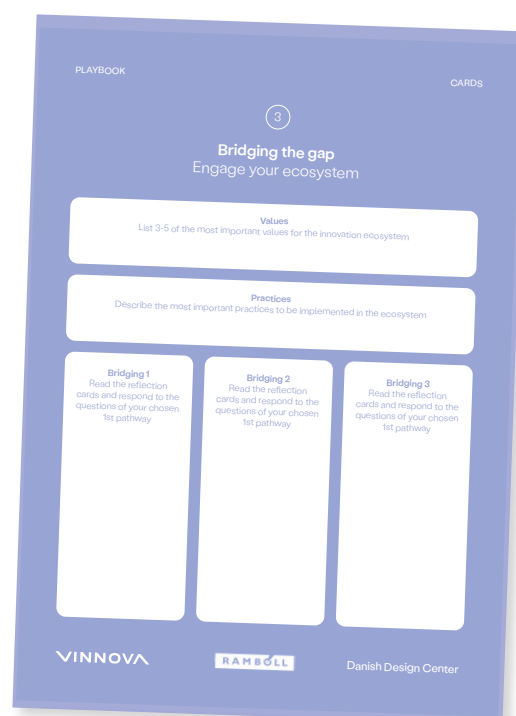 PLAYBOOK
CARDS
3
Bridging the gap
Engage your ecosystem
Values
List 3-5 of the most important values for the innovation ecosystem
Practices
Describe the most important practices to be implemented in the ecosystem
Bridging 1
Read the reflection
cards and respond to the
questions of your chosen
1st pathway
Bridging 2
Read the reflection
cards and respond to the
questions of your chosen
1st pathway
Bridging 3
Read the reflection
cards and respond to the
questions of your chosen
1st pathway
VINNOVA
RAMBOLL
Danish Design Center